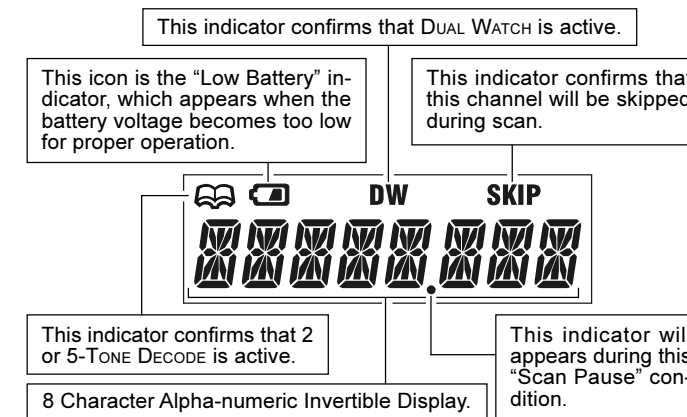 This indicator confirms that DUAL WATCH is active.
This icon is the “Low Battery” in-
dicator, which appears when the
battery voltage becomes too low
for proper operation.
This indicator confirms that
this channel will be skipped
during scan.
DW SKIP
This indicator confirms that 2
or 5-TONE DECODE is active.
This indicator wil
appears during this
“Scan Pause” con-
dition.
8 Character Alpha-numeric Invertible Display.